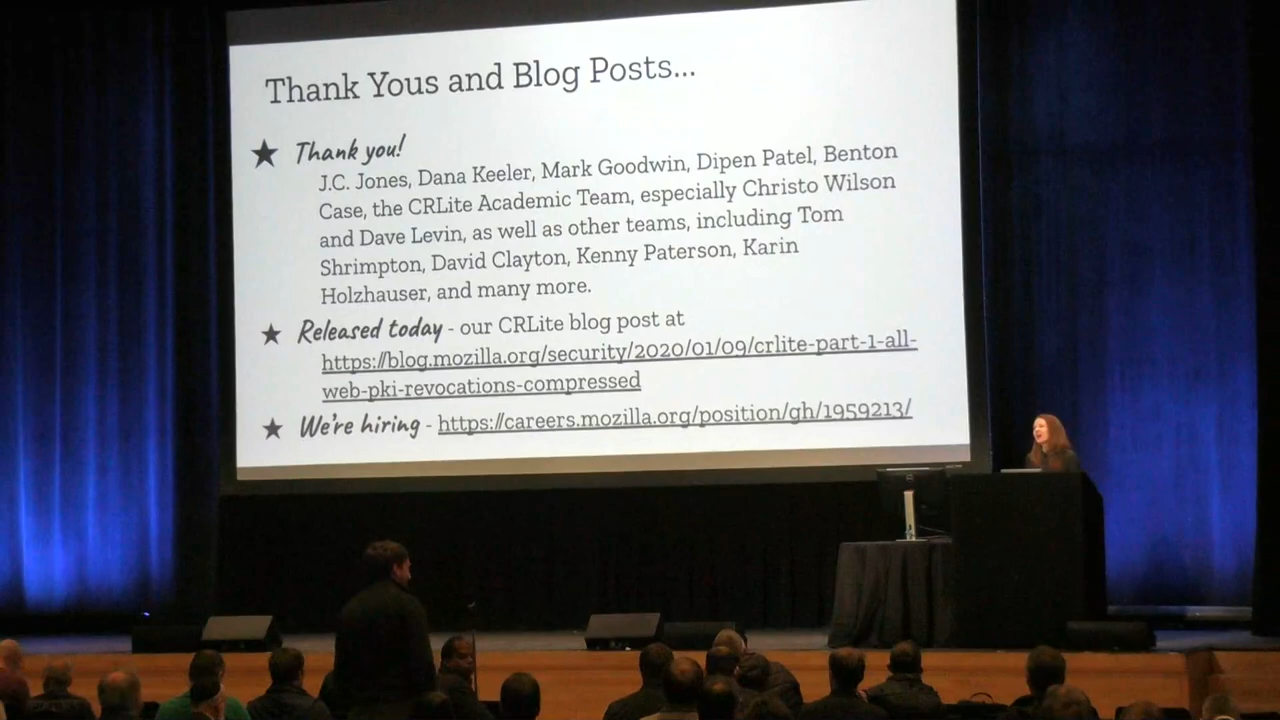 Thank Yous and Blog Posts...
Thank you!
J.C. Jones, Dana Keeler, Mark Goodwin, Dipen Patel, Benton
Case, the CRLite Academic Team, especially Christo Wilson
and Dave Levin, as well as other teams, including Tom
Shrimpton, David Clayton, Kenny Paterson, Karin
Holzhauser, and many more.
Released today - our CRLite blog post at
https://blog.mozilla.org/security/2020/01/09/crlite-part-1-all-
web-pki-revocations-compressed
We're hiring - https://careers.mozilla.org/position/gh/1959213/